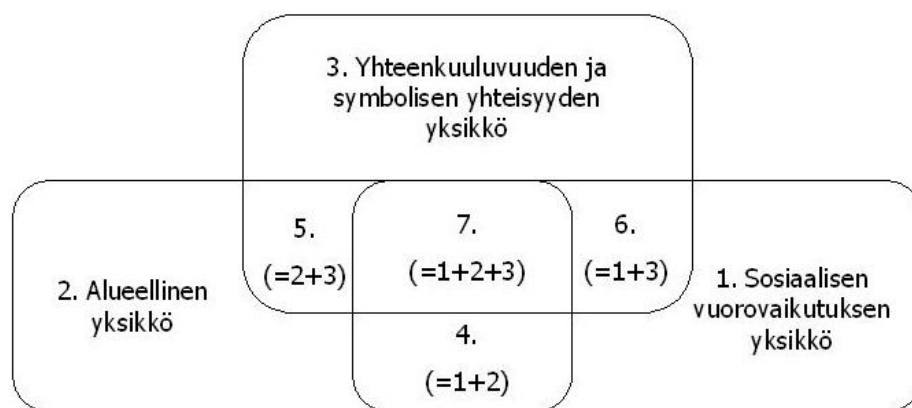 3. Yhteenkuuluvuuden ja
symbolisen yhteisyyden
yksikkö
5.
(=2+3)
7.
(=1+2+3)
6.
(=1+3)
2. Alueellinen
yksikkö
1. Sosiaalisen
vuorovaikutuksen
yksikkö
4.
(=1+2)